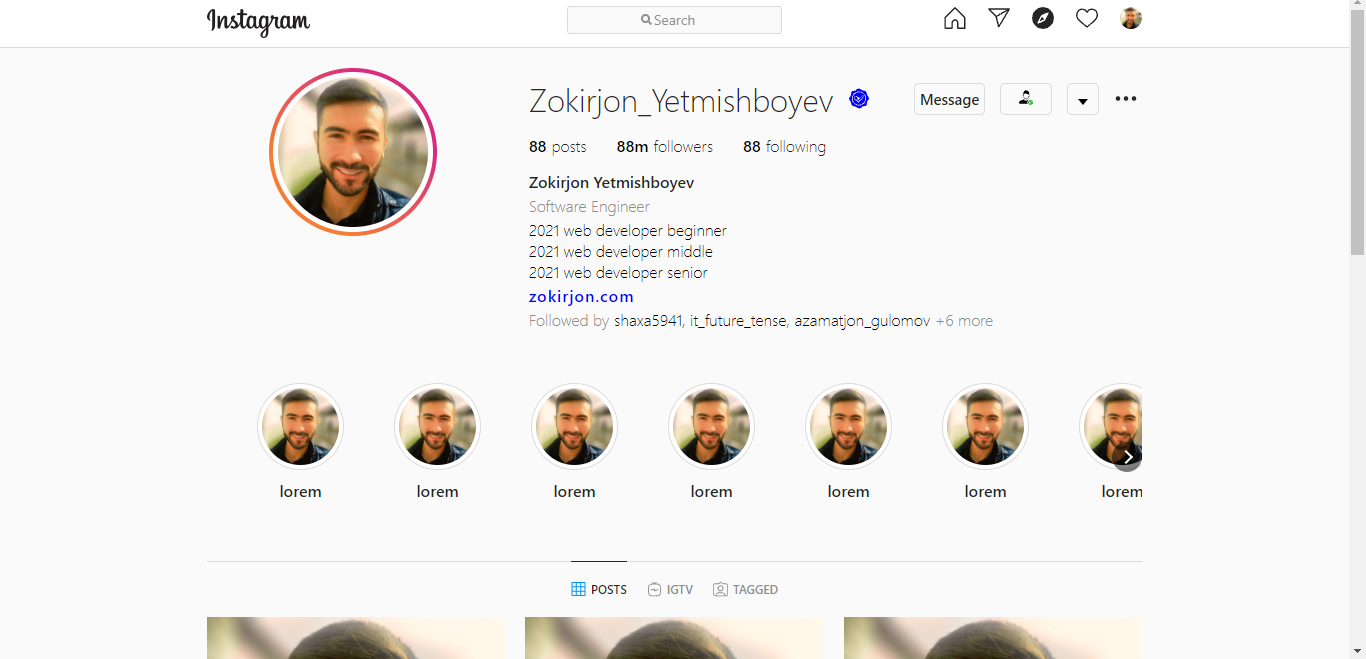 Instagram
Search
Zokirjon_Yetmishboyev
Message
88 posts 88m followers 88 following
Zokirjon Yetmishboyev
Software Engineer
2021 web developer beginner
2021 web developer middle
2021 web developer senior
zokirjon.com
Followed by shaxa5941, it_future_tense, azamatjon_gulomov +6 more
lorem lorem lorem lorem lorem lorem lorem
POSTS IGTV TAGGED